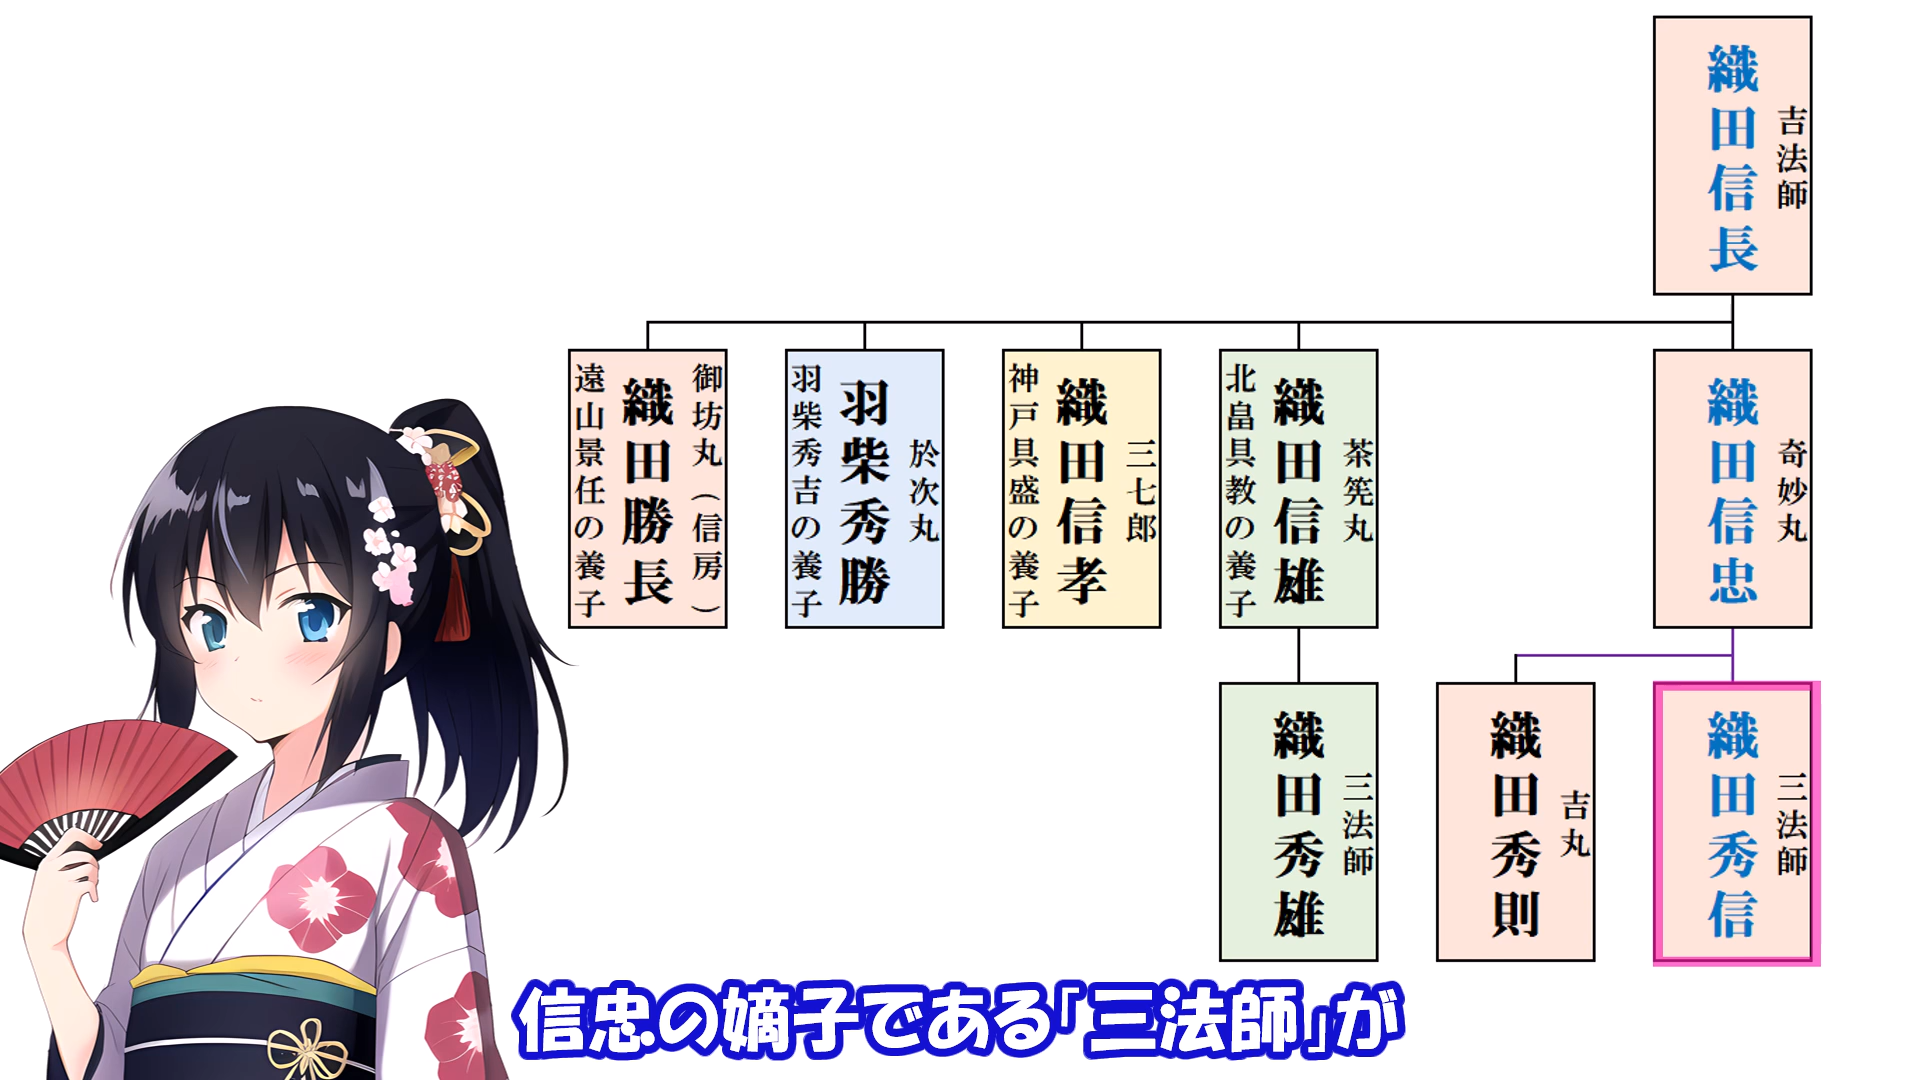 織田信長
吉法師
織田信忠
奇妙丸
織田信雄
茶筅丸
北畠具教の養子
織田信孝
三七郎
神戸具盛の養子
羽柴秀勝
於次丸
羽柴秀吉の養子
織田勝長
御坊丸(信房)
遠山景任の養子
織田秀信
三法師
織田秀則
吉丸
織田秀雄
三法師
信忠の嫡子である「三法師」が